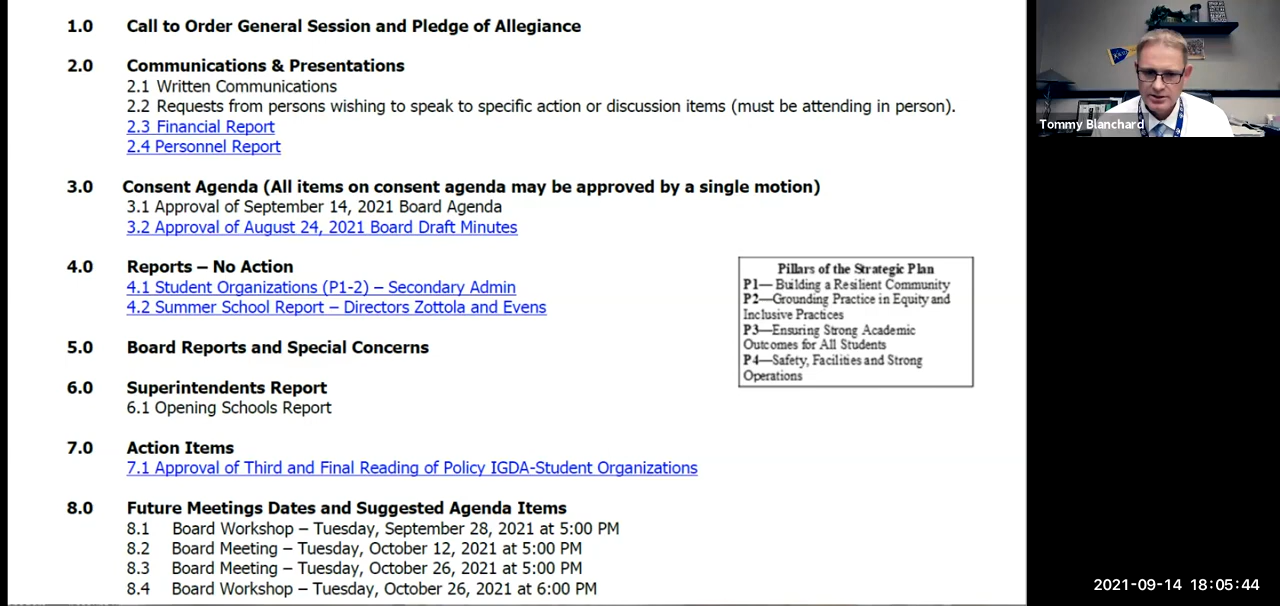 1.0 Call to Order General Session and Pledge of Allegiance
2.0 Communications & Presentations
2.1 Written Communications
2.2 Requests from persons wishing to speak to specific action or discussion items (must be attending in person).
2.3 Financial Report
2.4 Personnel Report
3.0 Consent Agenda (All items on consent agenda may be approved by a single motion)
3.1 Approval of September 14, 2021 Board Agenda
3.2 Approval of August 24, 2021 Board Draft Minutes
4.0 Reports – No Action
4.1 Student Organizations (P1-2) – Secondary Admin
4.2 Summer School Report – Directors Zottola and Evens
Pillars of the Strategic Plan
P1— Building a Resilient Community
P2—Grounding Practice in Equity and
Inclusive Practices
P3—Ensuring Strong Academic
Outcomes for All Students
P4—Safety, Facilities and Strong
Operations
5.0 Board Reports and Special Concerns
6.0 Superintendents Report
6.1 Opening Schools Report
7.0 Action Items
7.1 Approval of Third and Final Reading of Policy IGDA-Student Organizations
8.0 Future Meetings Dates and Suggested Agenda Items
8.1 Board Workshop – Tuesday, September 28, 2021 at 5:00 PM
8.2 Board Meeting – Tuesday, October 12, 2021 at 5:00 PM
8.3 Board Meeting – Tuesday, October 26, 2021 at 5:00 PM
8.4 Board Workshop – Tuesday, October 26, 2021 at 6:00 PM
Tommy Blanchard
2021-09-14 18:05:44